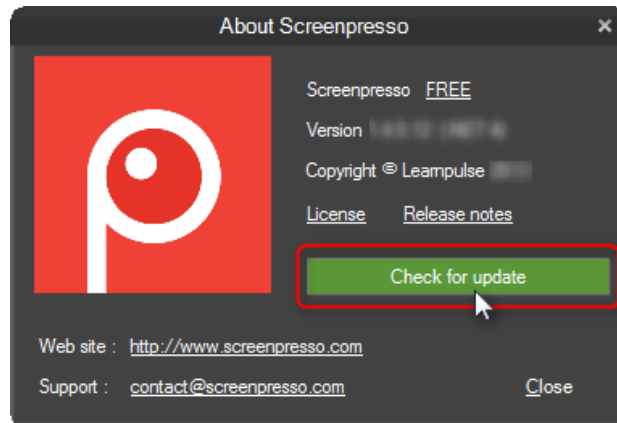 About Screenpresso
Screenpresso FREE
Version
Copyright © Learnpulse
License Release notes
Check for update
Web site : http://www.screenpresso.com
Support : contact@screenpresso.com
Close